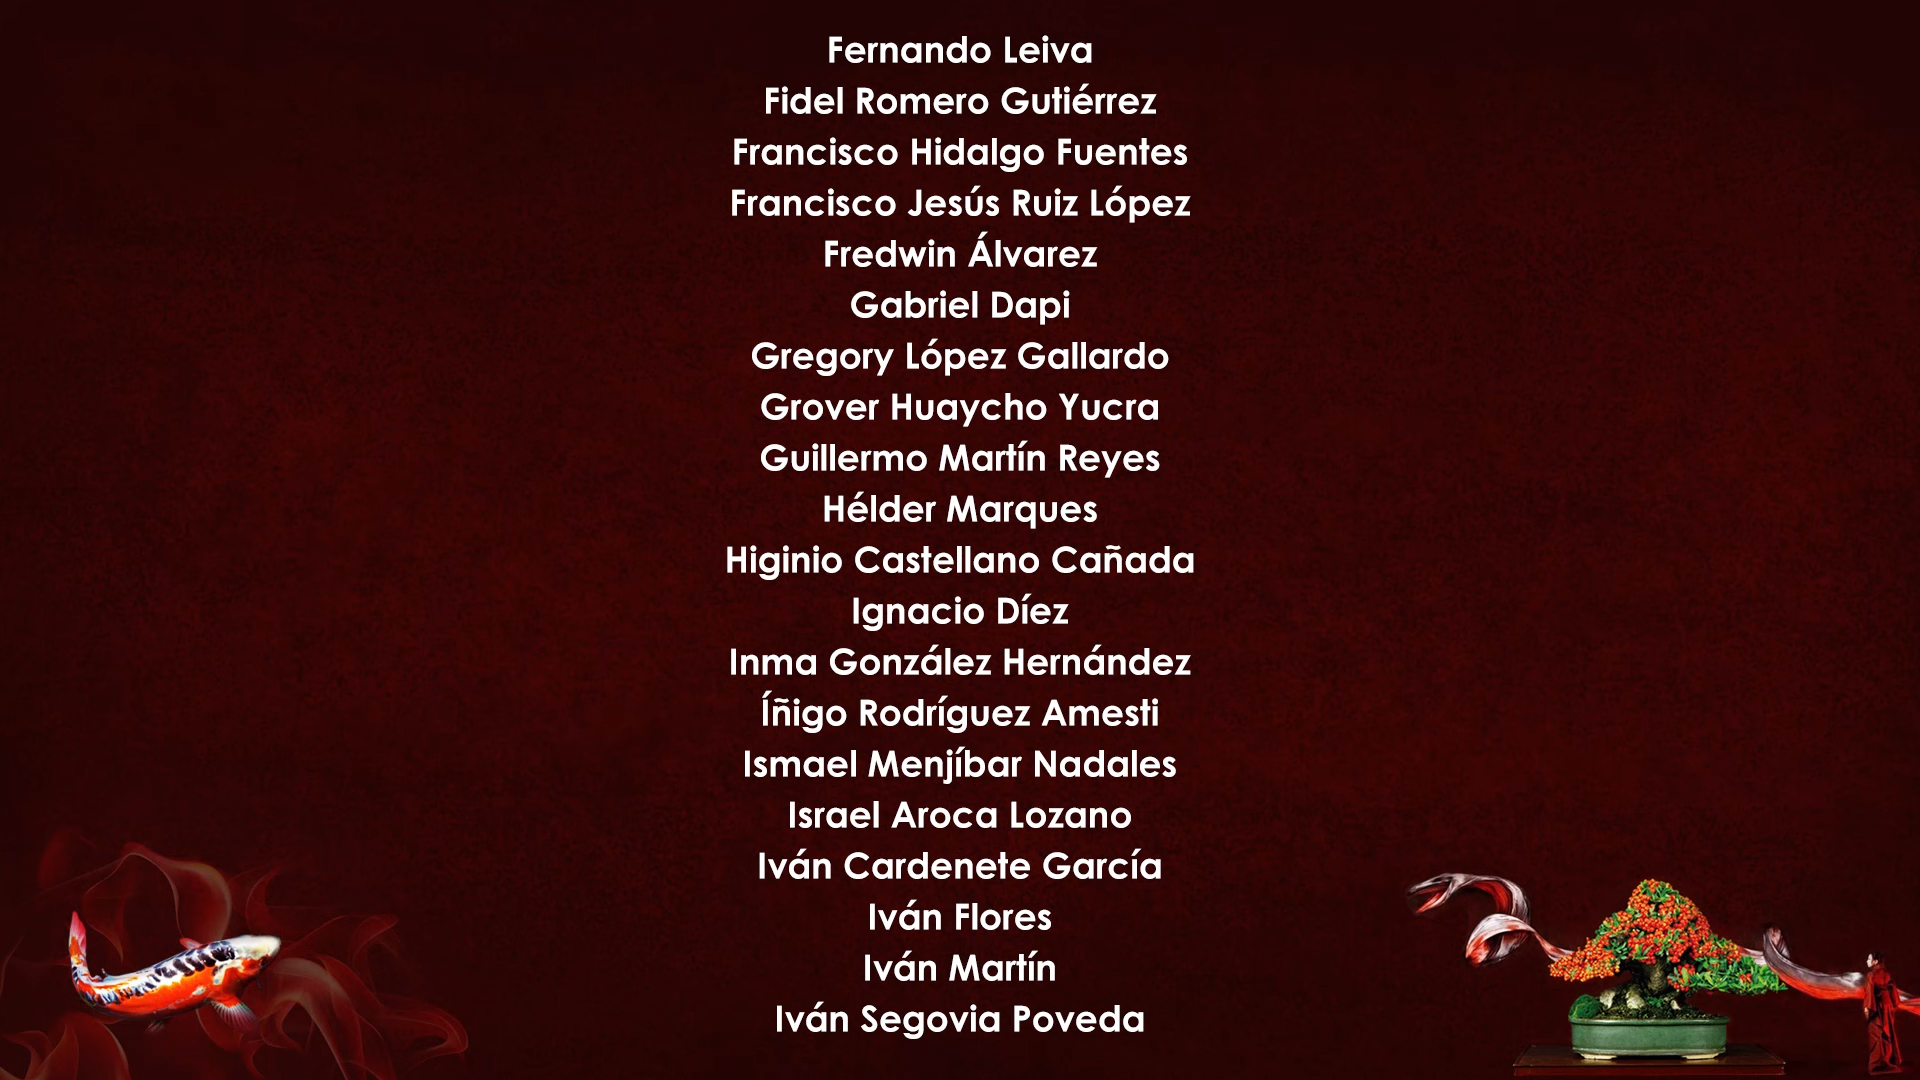 Fernando Leiva
Fidel Romero Gutiérrez
Francisco Hidalgo Fuentes
Francisco Jesús Ruiz López
Fredwin Álvarez
Gabriel Dapi
Gregory López Gallardo
Grover Huaycho Yucra
Guillermo Martín Reyes
Hélder Marques
Higinio Castellano Cañada
Ignacio Díez
Inma González Hernández
Íñigo Rodríguez Amesti
Ismael Menjíbar Nadales
Israel Aroca Lozano
Iván Cardenete García
Iván Flores
Iván Martín
Iván Segovia Poveda